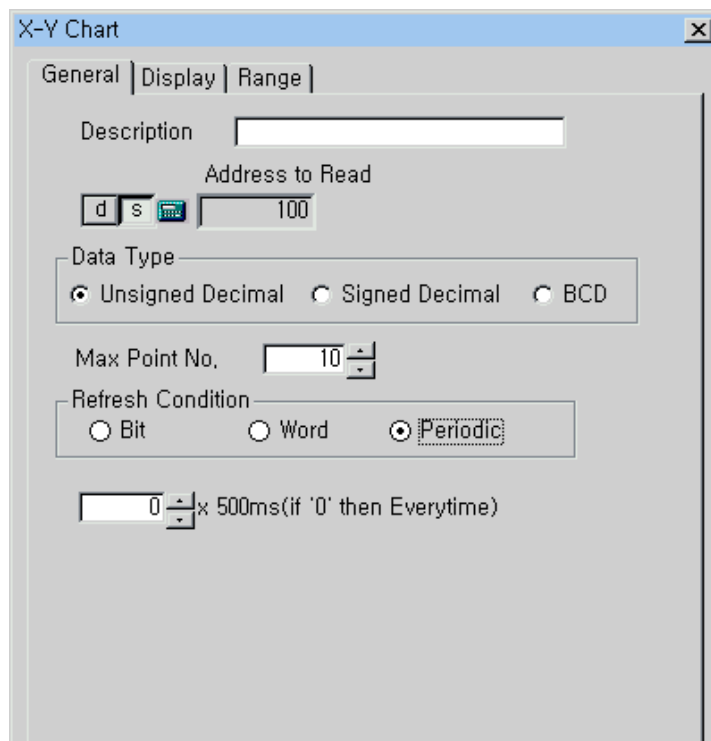 X-Y Chart
General Display Range
Description
Address to Read
d s 100
Data Type
Unsigned Decimal Signed Decimal BCD
Max Point No, 10
Refresh Condition
Bit Word Periodic
0 x 500ms(if '0' then Everytime)